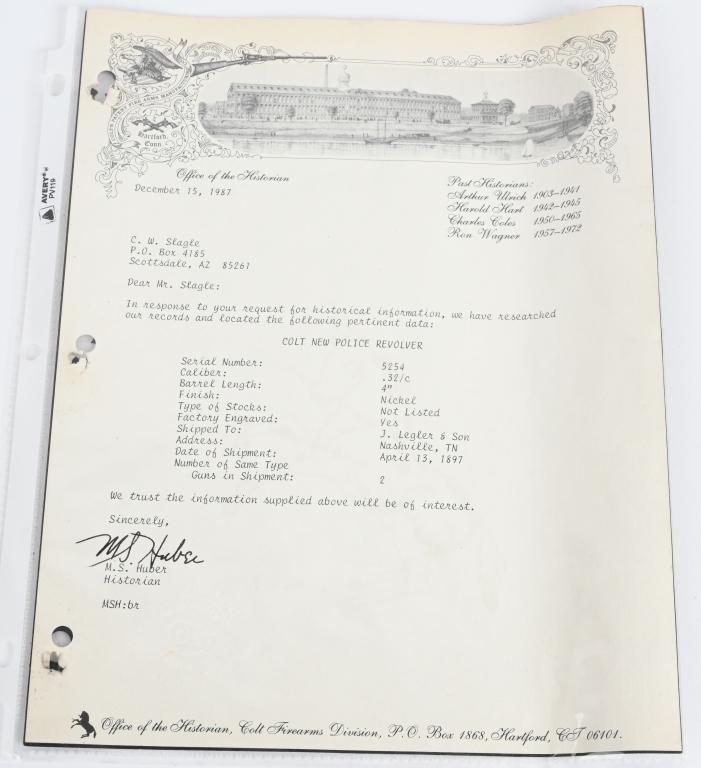 Hartford,
Conn.
AVERY®
PV119
Office of the Historian
December 15, 1987
Past Historians:
Arthur Ulrich 1903–1941
Harold Hart 1942–1945
Charles Coles 1950–1965
Ron Wagner 1957–1972
C. W. Slagle
P.O. Box 4185
Scottsdale, AZ 85261
Dear Mr. Slagle:
In response to your request for historical information, we have researched
our records and located the following pertinent data:
COLT NEW POLICE REVOLVER
Serial Number: 5254
Caliber: .32/c
Barrel Length: 4"
Finish: Nickel
Type of Stocks: Not Listed
Factory Engraved: Yes
Shipped To: J. Legler & Son
Address: Nashville, TN
Date of Shipment: April 13, 1897
Number of Same Type
Guns in Shipment: 2
We trust the information supplied above will be of interest.
Sincerely,
MS Huber
M.S. Huber
Historian
MSH:br
Office of the Historian, Colt Firearms Division, P.O. Box 1868, Hartford, CT 06101.